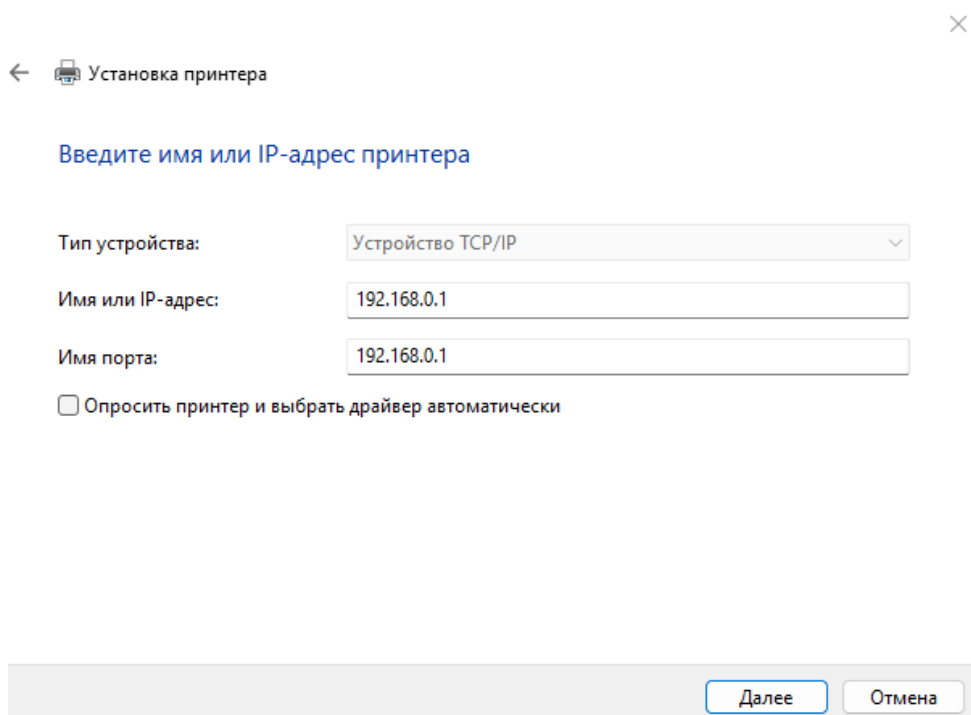 Установка принтера
Введите имя или IP-адрес принтера
Тип устройства: Устройство TCP/IP
Имя или IP-адрес: 192.168.0.1
Имя порта: 192.168.0.1
Опросить принтер и выбрать драйвер автоматически
Далее Отмена